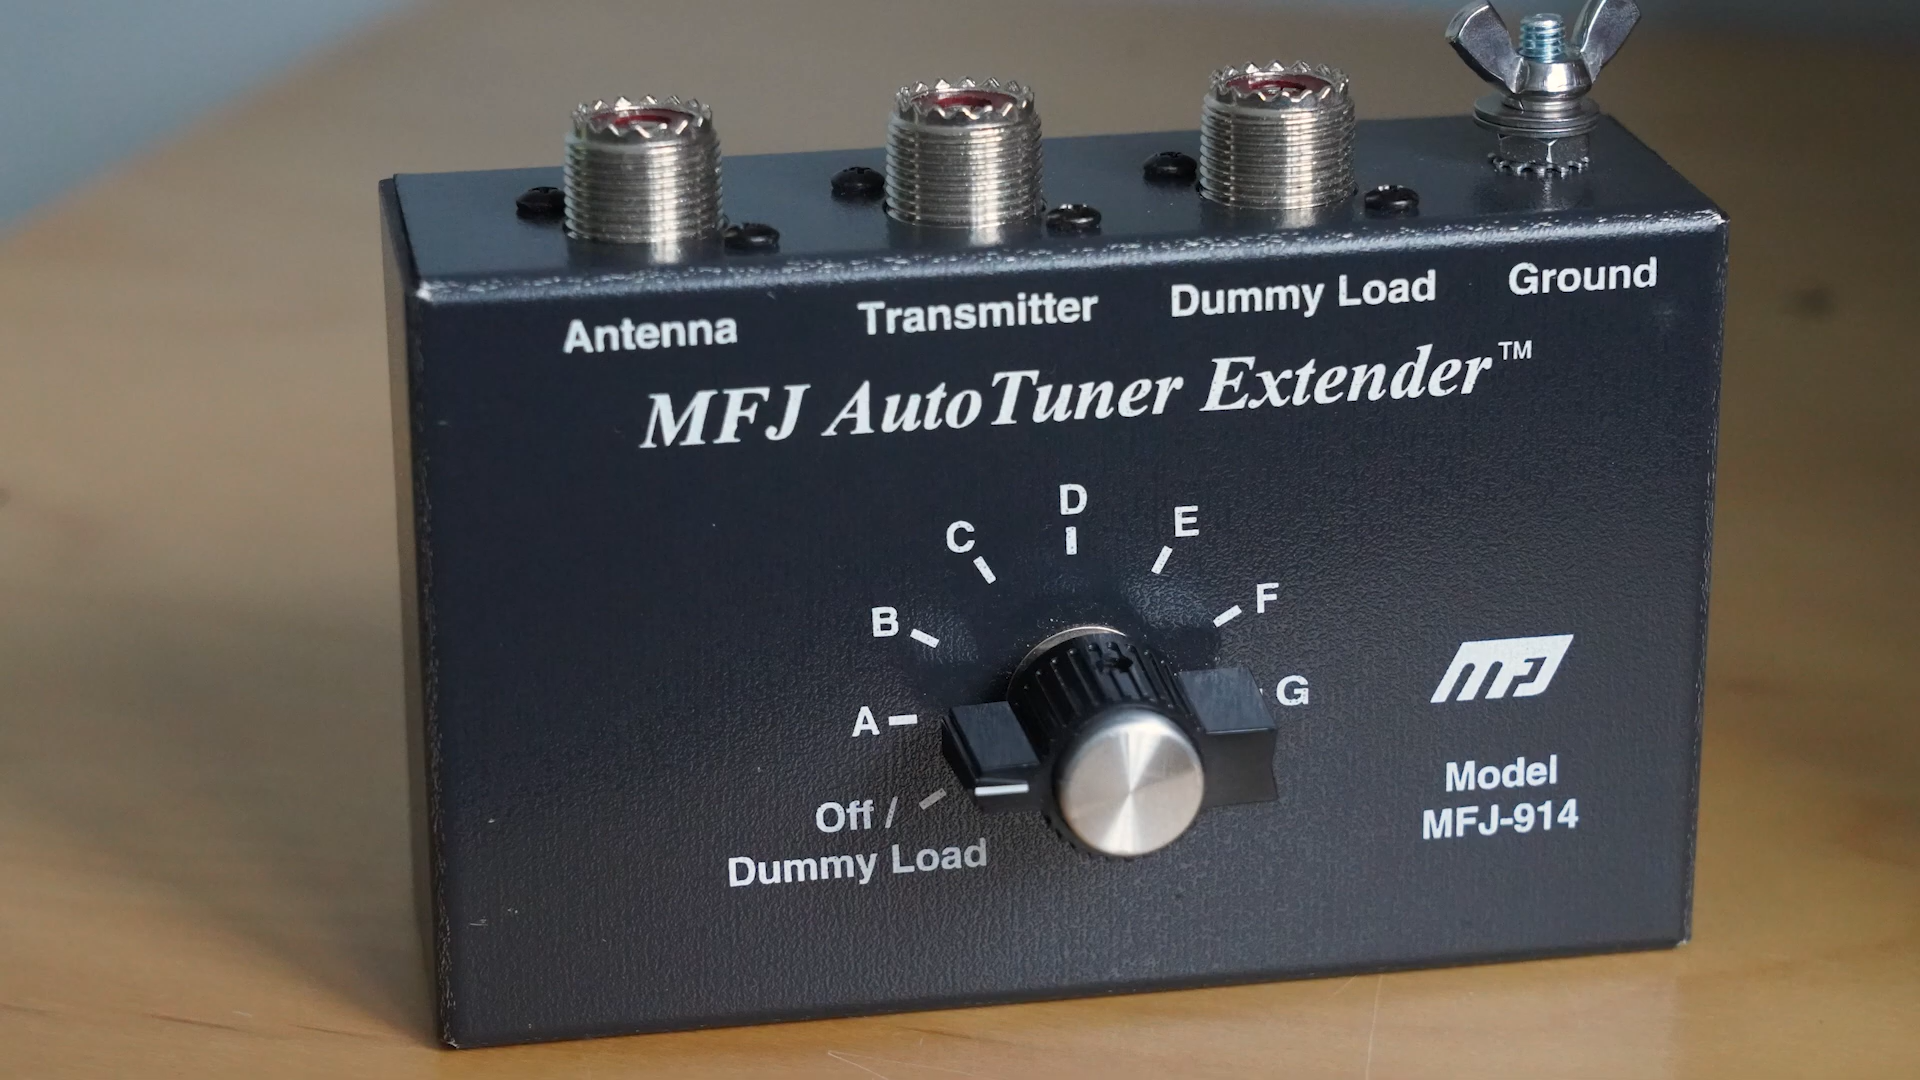 Antenna
Transmitter
Dummy Load
Ground
MFJ AutoTuner Extender™
D
C
E
B
F
A
G
Off /
Dummy Load
MFJ
Model
MFJ-914